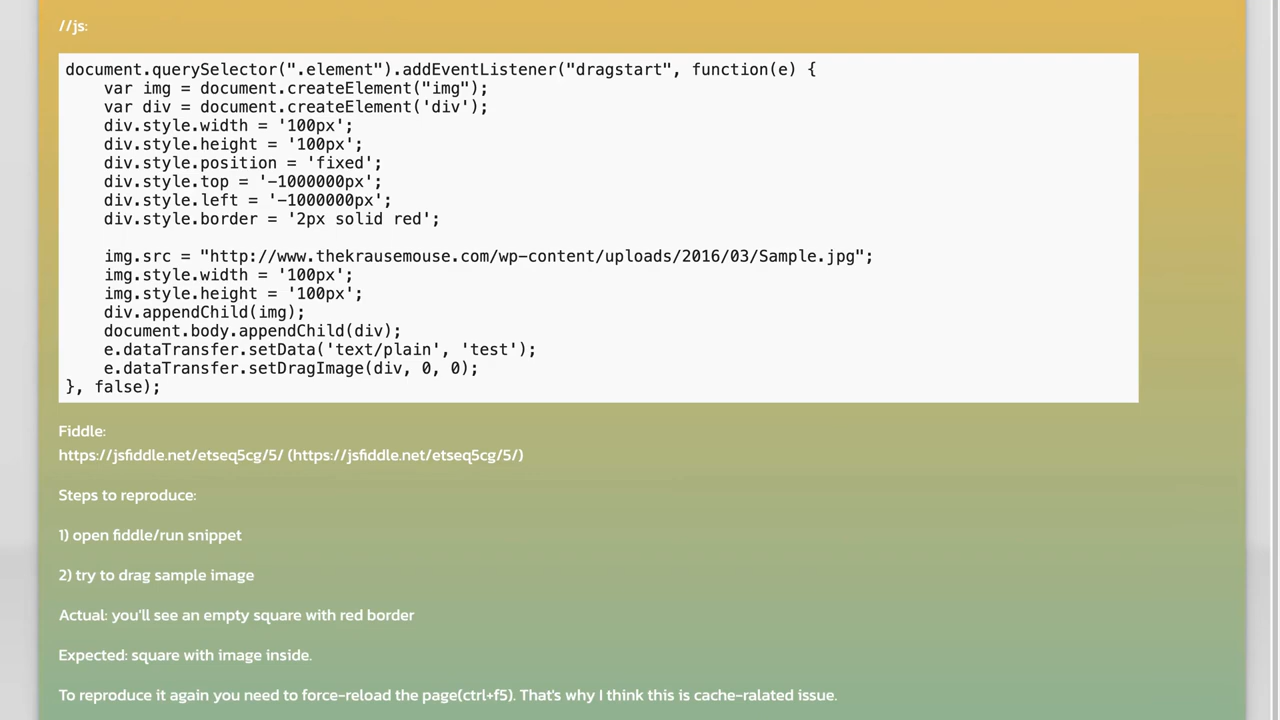 //js:
document.querySelector(".element").addEventListener("dragstart", function(e) {
    var img = document.createElement("img");
    var div = document.createElement('div');
    div.style.width = '100px';
    div.style.height = '100px';
    div.style.position = 'fixed';
    div.style.top = '-1000000px';
    div.style.left = '-1000000px';
    div.style.border = '2px solid red';

    img.src = "http://www.thekrausemouse.com/wp-content/uploads/2016/03/Sample.jpg";
    img.style.width = '100px';
    img.style.height = '100px';
    div.appendChild(img);
    document.body.appendChild(div);
    e.dataTransfer.setData('text/plain', 'test');
    e.dataTransfer.setDragImage(div, 0, 0);
}, false);
Fiddle:
https://jsfiddle.net/etseq5cg/5/ (https://jsfiddle.net/etseq5cg/5/)
Steps to reproduce:
1) open fiddle/run snippet
2) try to drag sample image
Actual: you'll see an empty square with red border
Expected: square with image inside.
To reproduce it again you need to force-reload the page(ctrl+f5). That's why I think this is cache-ralated issue.